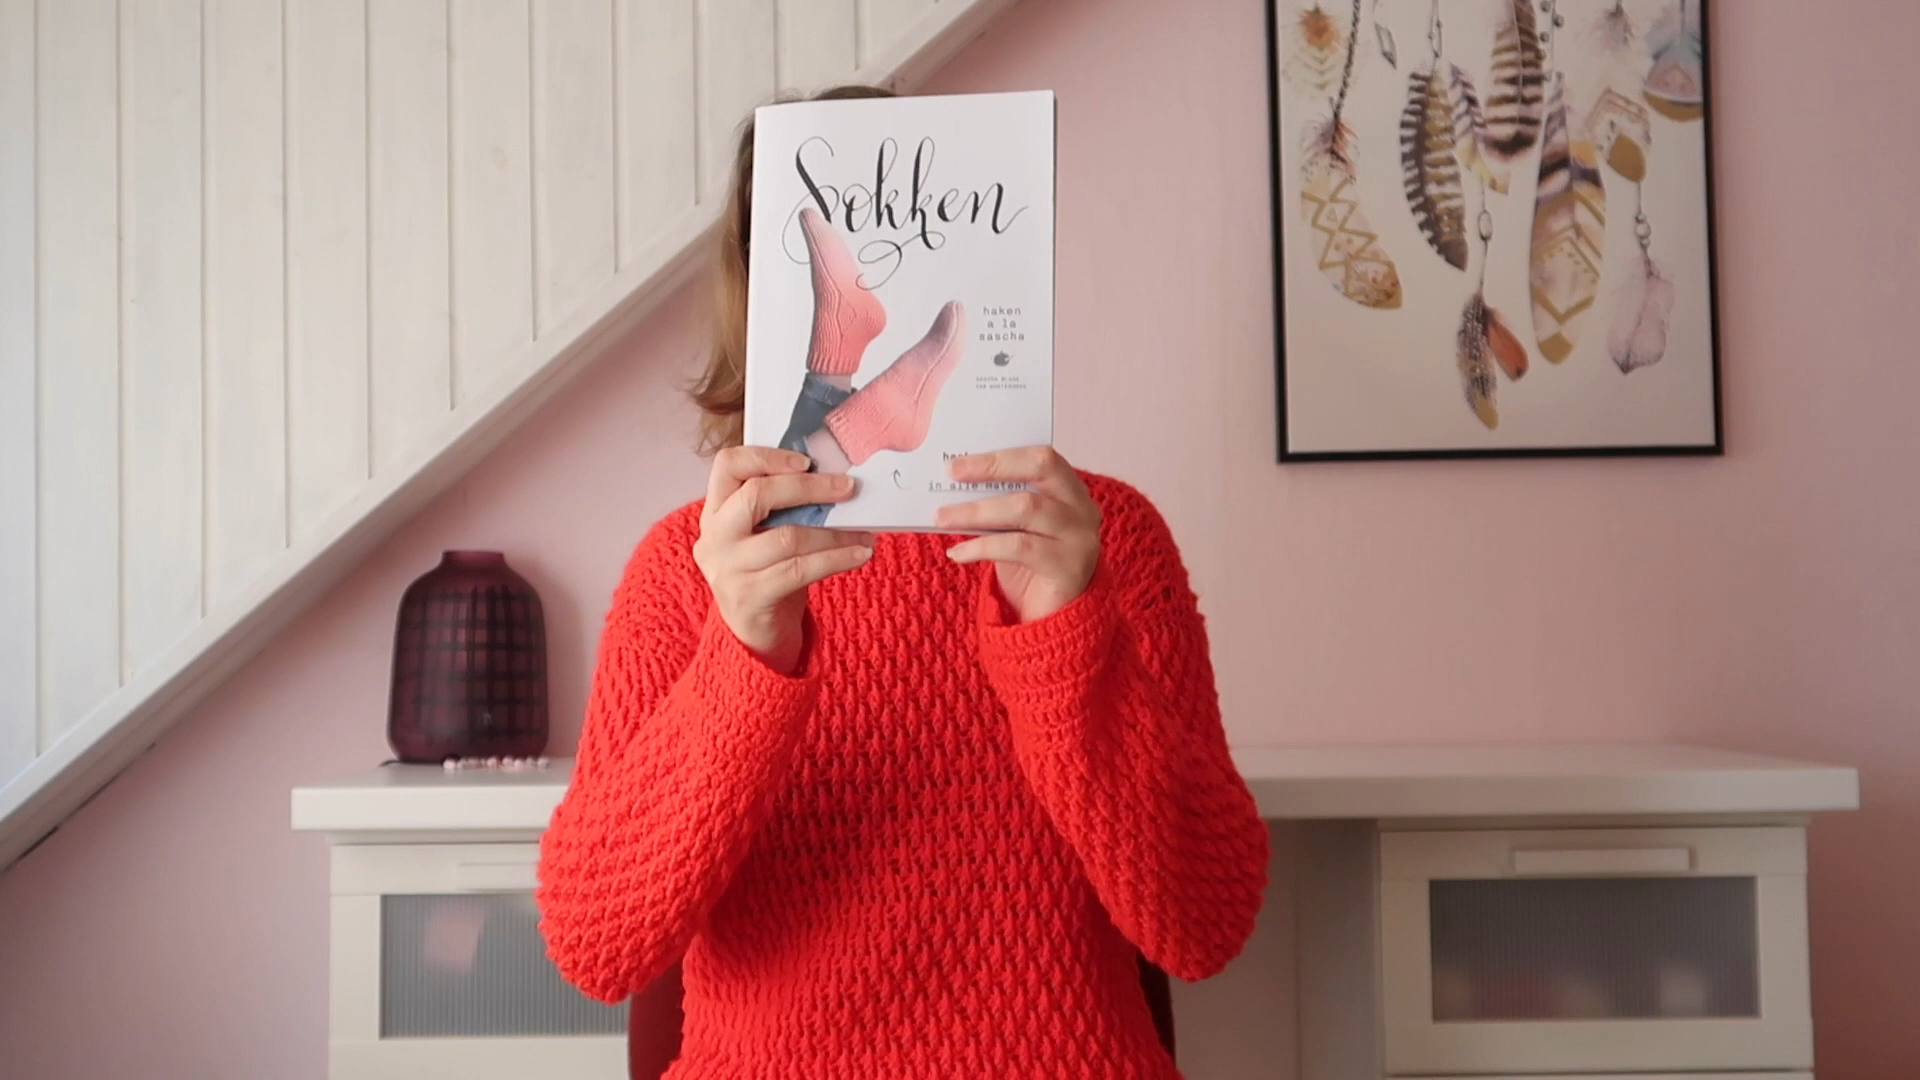 Sokken
haken
a la
sascha
in alle maten!